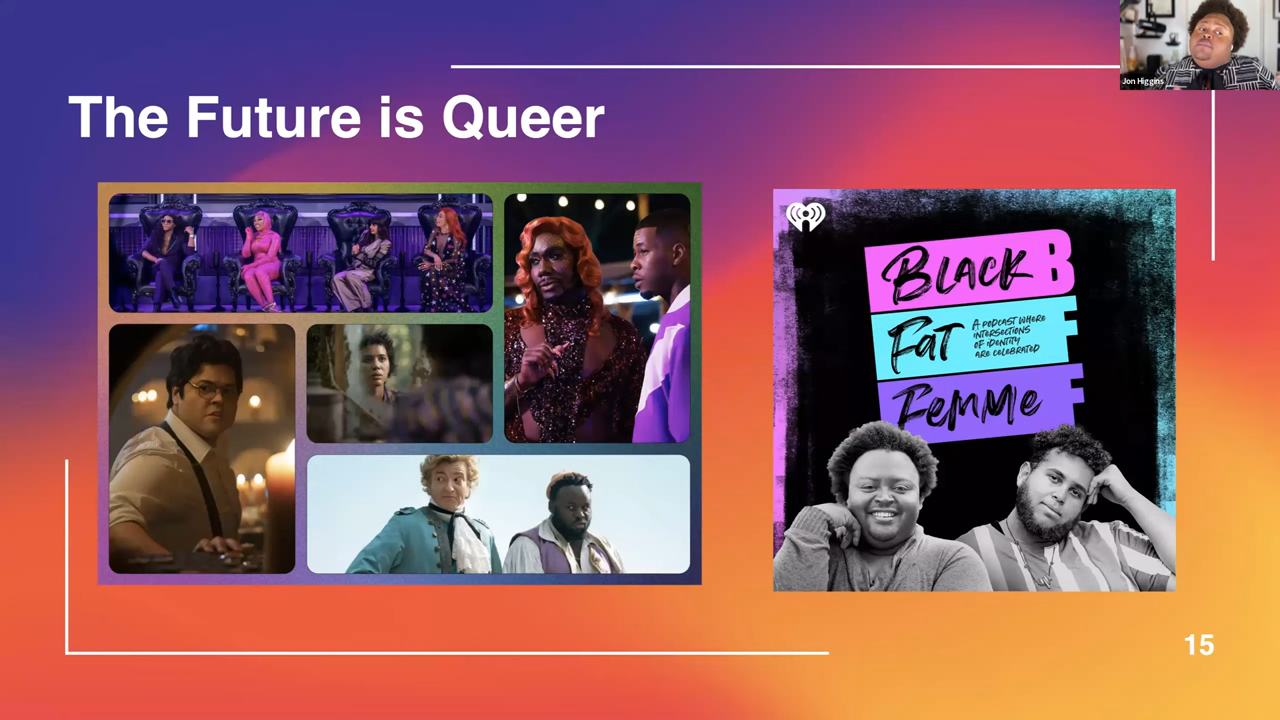 Jon Higgins
The Future is Queer
BLACK B
FAT F
A PODCAST WHERE
INTERSECTIONS
OF IDENTITY
ARE CELEBRATED
FEMME F
15